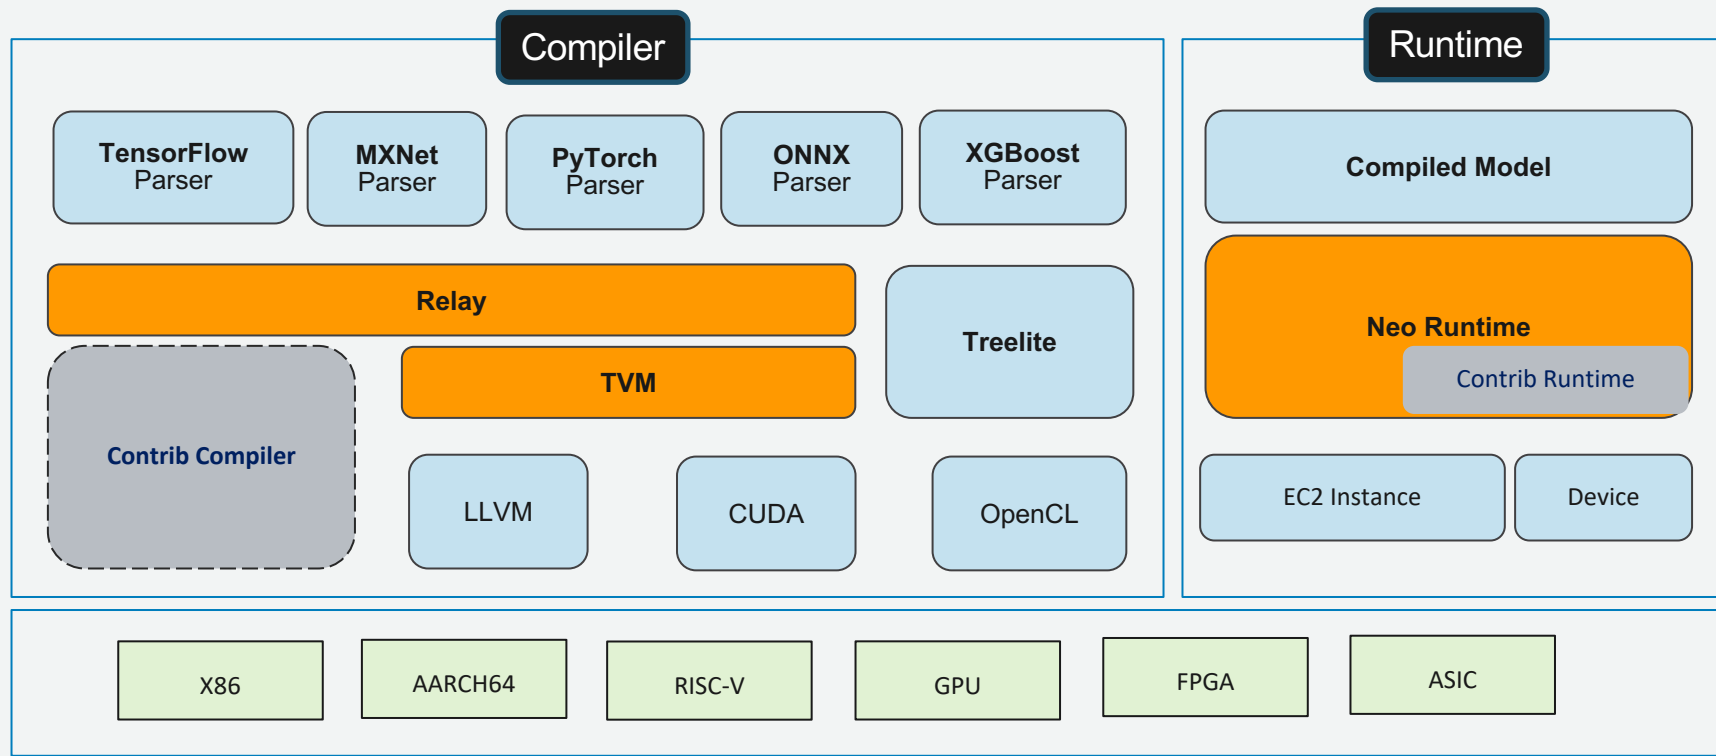 Compiler
Runtime
TensorFlow
Parser
MXNet
Parser
PyTorch
Parser
ONNX
Parser
XGBoost
Parser
Compiled Model
Relay
Treelite
Neo Runtime
TVM
Contrib Runtime
Contrib Compiler
LLVM
CUDA
OpenCL
EC2 Instance
Device
X86
AARCH64
RISC-V
GPU
FPGA
ASIC